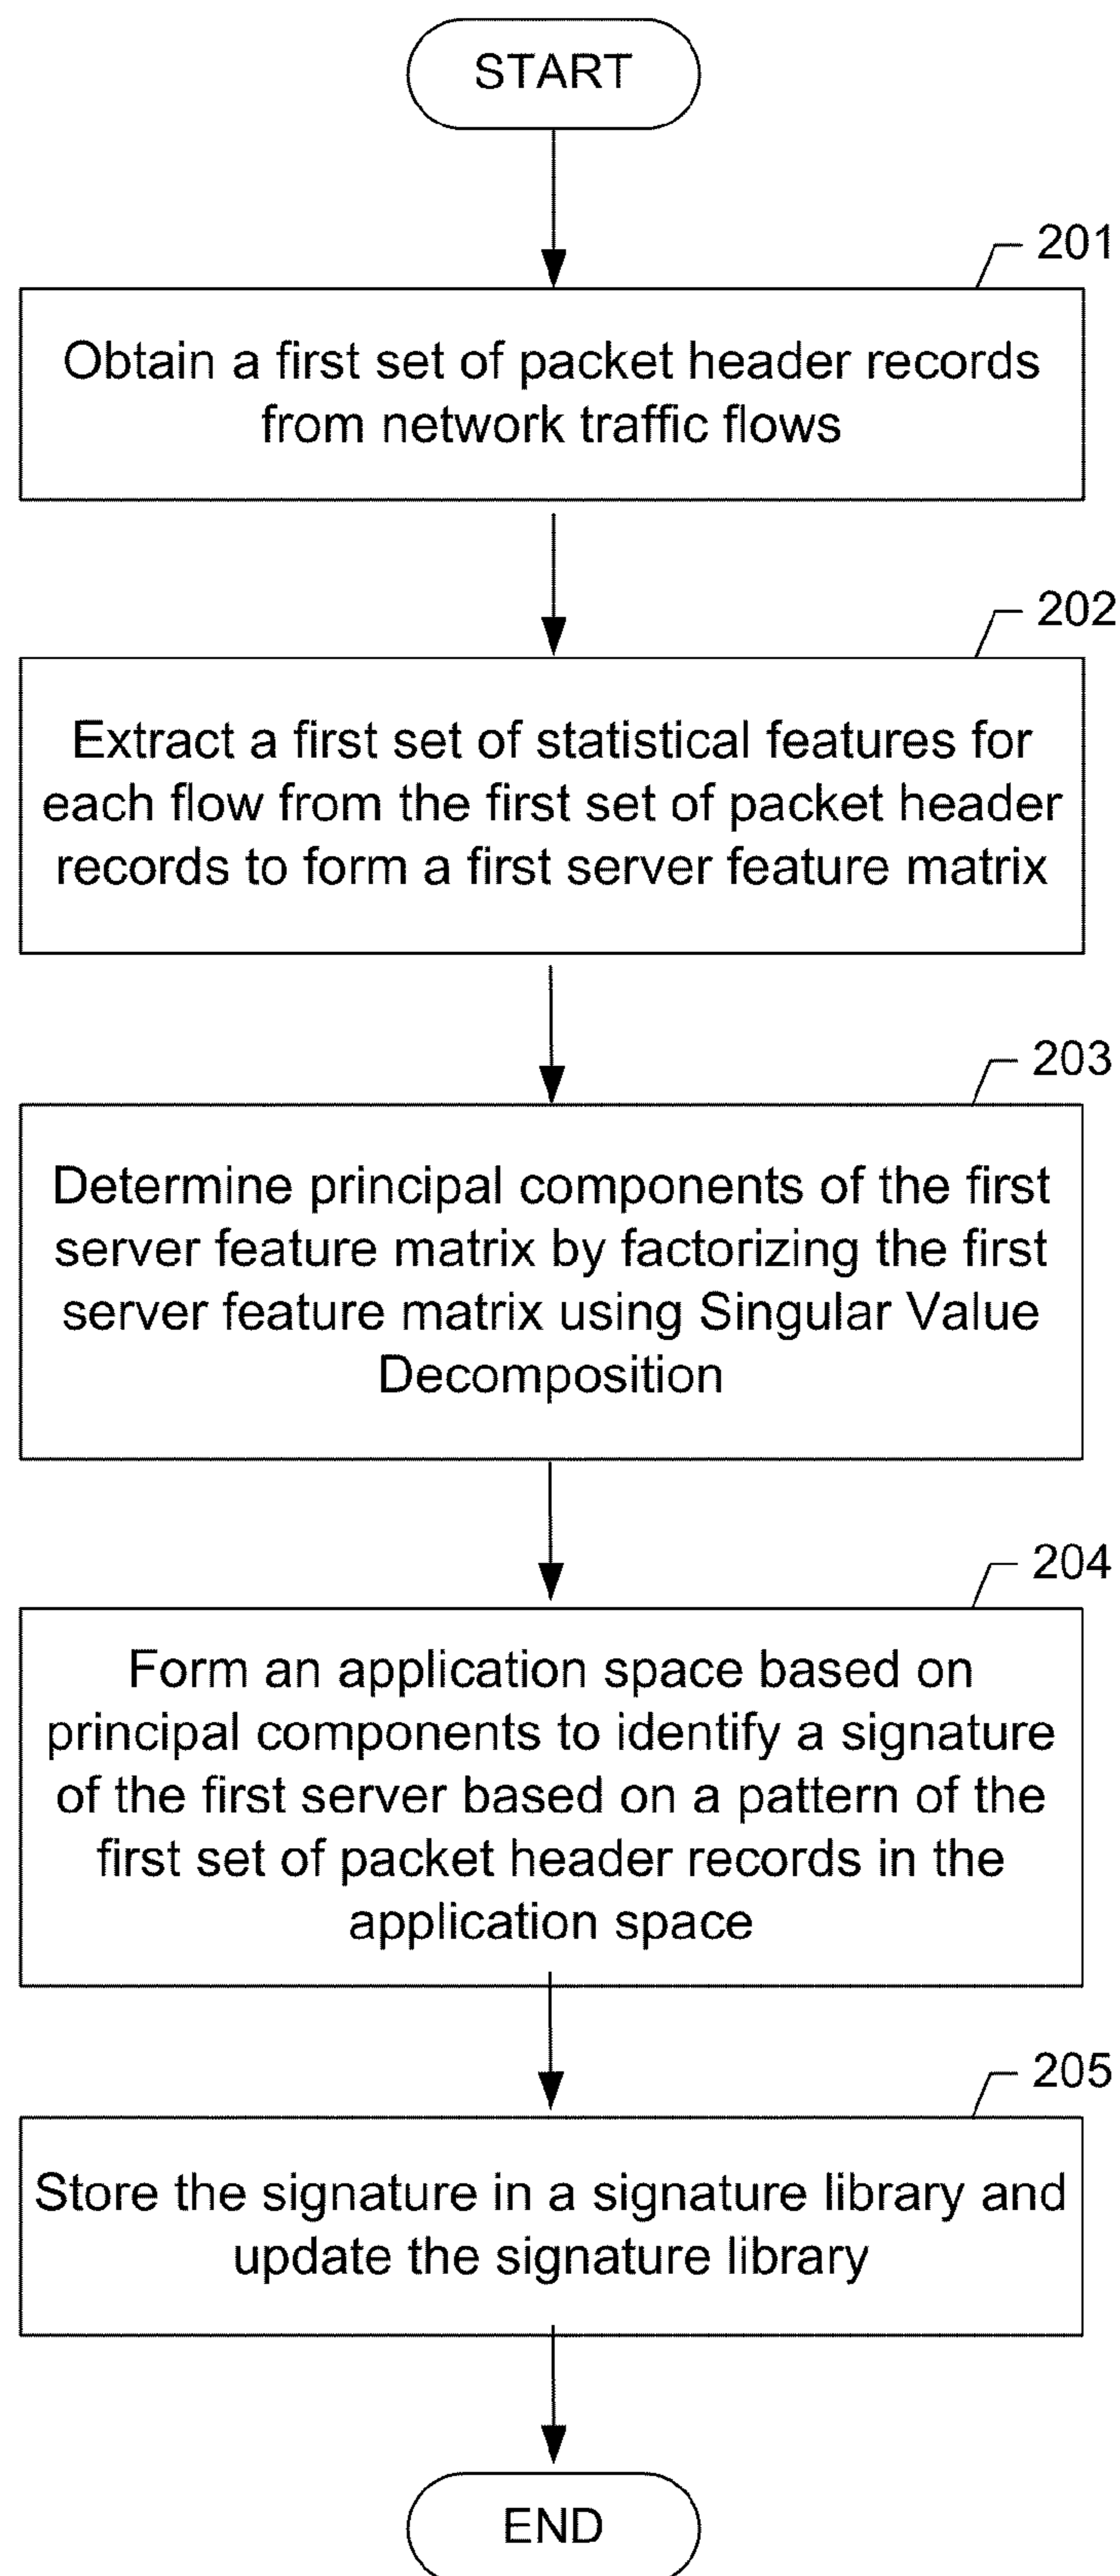 START
201
Obtain a first set of packet header records
from network traffic flows
202
Extract a first set of statistical features for
each flow from the first set of packet header
records to form a first server feature matrix
203
Determine principal components of the first
server feature matrix by factorizing the first
server feature matrix using Singular Value
Decomposition
204
Form an application space based on
principal components to identify a signature
of the first server based on a pattern of the
first set of packet header records in the
application space
205
Store the signature in a signature library and
update the signature library
END